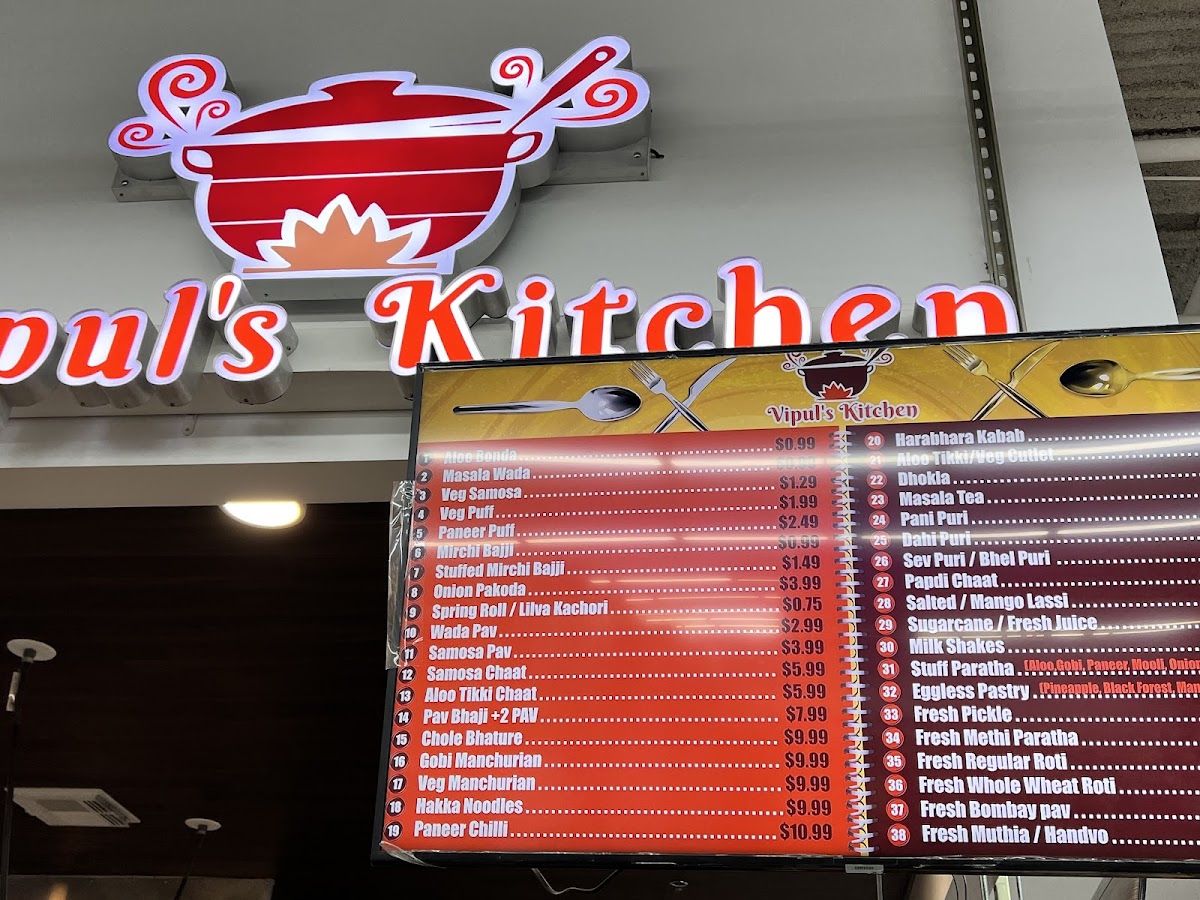 pul's Kitchen
Vipul's Kitchen
1 Aloo Bonda $0.99
2 Masala Wada
3 Veg Samosa $1.29
4 Veg Puff $1.99
5 Paneer Puff $2.49
6 Mirchi Bajji $0.99
7 Stuffed Mirchi Bajji $1.49
8 Onion Pakoda $3.99
9 Spring Roll / Lilva Kachori $0.75
10 Wada Pav $2.99
11 Samosa Pav $3.99
12 Samosa Chaat $5.99
13 Aloo Tikki Chaat $5.99
14 Pav Bhaji +2 PAV $7.99
15 Chole Bhature $9.99
16 Gobi Manchurian $9.99
17 Veg Manchurian $9.99
18 Hakka Noodles $9.99
19 Paneer Chilli $10.99
20 Harabhara Kabab
21 Aloo Tikki/Veg Cutlet
22 Dhokla
23 Masala Tea
24 Pani Puri
25 Dahi Puri
26 Sev Puri / Bhel Puri
27 Papdi Chaat
28 Salted / Mango Lassi
29 Sugarcane / Fresh Juice
30 Milk Shakes
31 Stuff Paratha (Aloo,Gobi, Paneer, Mooli, Onion
32 Eggless Pastry (Pineapple, Black Forest,
33 Fresh Pickle
34 Fresh Methi Paratha
35 Fresh Regular Roti
36 Fresh Whole Wheat Roti
37 Fresh Bombay pav
38 Fresh Muthia / Handvo